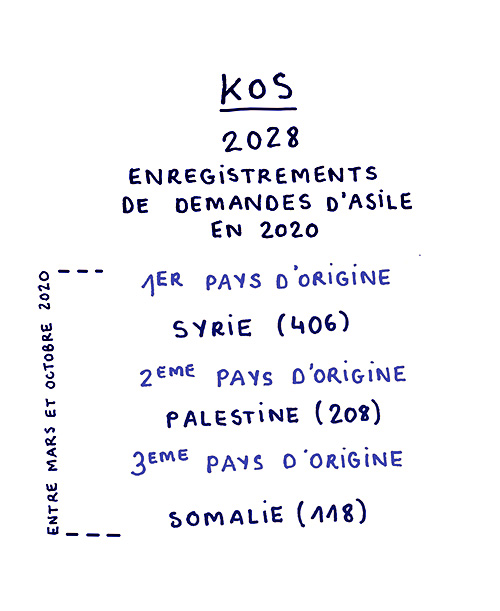 KOS
2028
ENREGISTREMENTS
DE DEMANDES D'ASILE
EN 2020
ENTRE MARS ET OCTOBRE 2020
1ER PAYS D'ORIGINE
SYRIE (406)
2EME PAYS D'ORIGINE
PALESTINE (208)
3EME PAYS D'ORIGINE
SOMALIE (118)